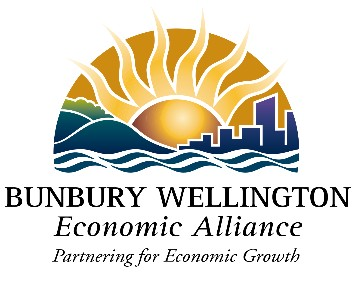 BUNBURY WELLINGTON
Economic Alliance
Partnering for Economic Growth